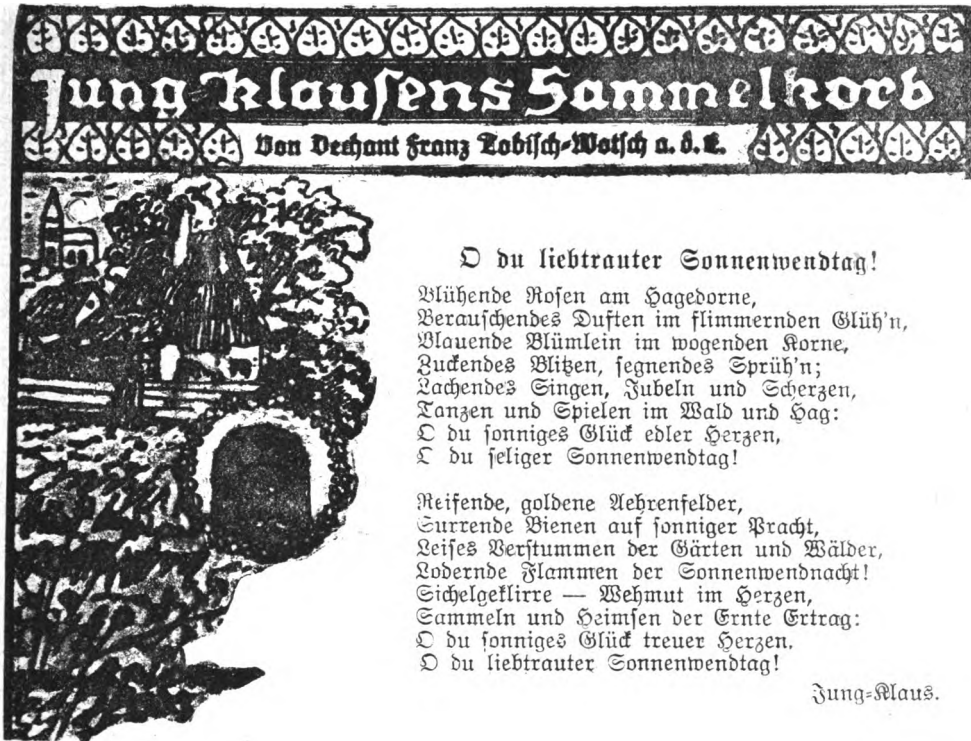 Jung Klausens Sammelkorb
Von Dechant Franz Tobisch-Wotsch a. d. E.
O du liebtrauter Sonnenwendtag!
Blühende Rosen am Hagedorne,
Berauschendes Duften im flimmernden Glüh'n,
Blauende Blümlein im wogenden Korne,
Zuckendes Blitzen, segnendes Sprüh'n;
Lachendes Singen, Jubeln und Scherzen,
Tanzen und Spielen im Wald und Hag:
O du sonniges Glück edler Herzen,
O du seliger Sonnenwendtag!
Reifende, goldene Aehrenfelder,
Surrende Bienen auf sonniger Pracht,
Leises Verstummen der Gärten und Wälder,
Lodernde Flammen der Sonnenwendnacht!
Sichelgeklirre — Wehmut im Herzen,
Sammeln und Heimsen der Ernte Ertrag:
O du sonniges Glück treuer Herzen.
O du liebtrauter Sonnenwendtag!
Jung-Klaus.